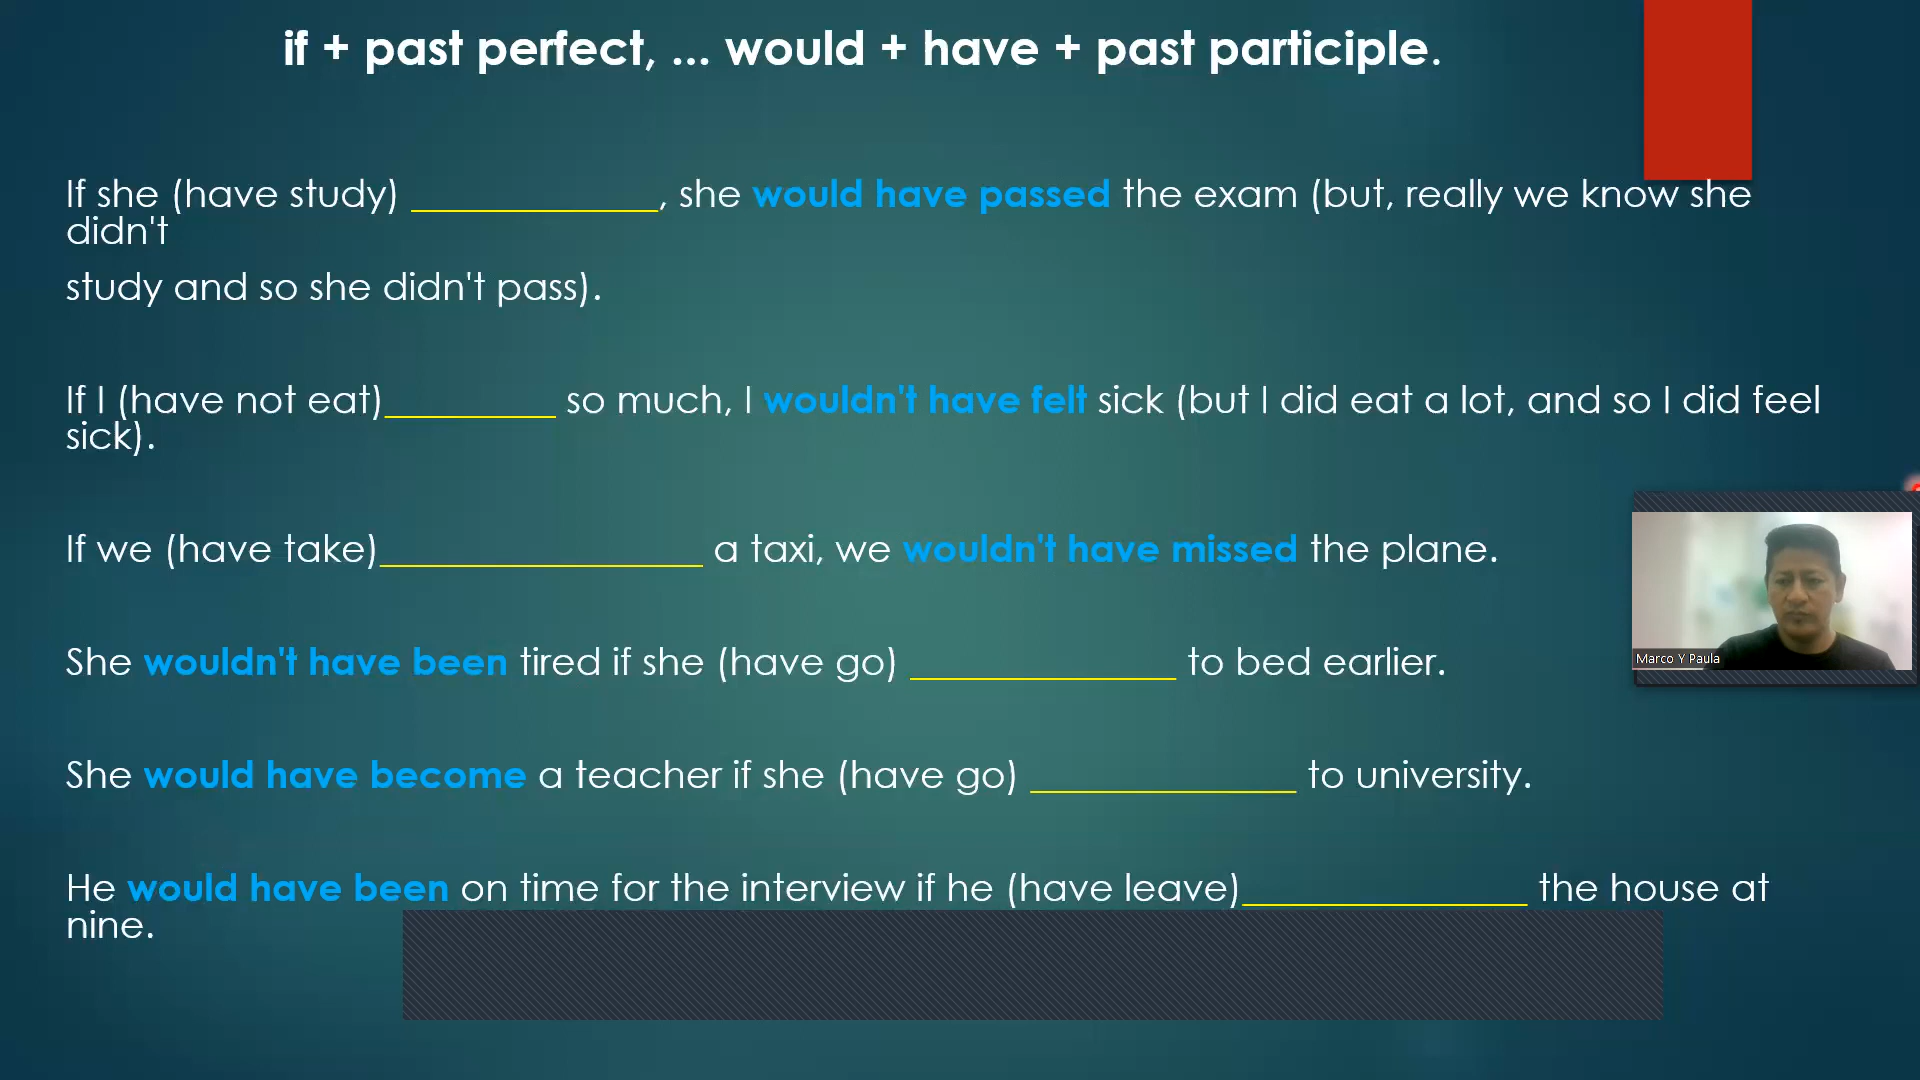 if + past perfect, ... would + have + past participle.
If she (have study) _____________, she would have passed the exam (but, really we know she
didn't
study and so she didn't pass).
If I (have not eat)_________ so much, I wouldn't have felt sick (but I did eat a lot, and so I did feel
sick).
If we (have take)_________________ a taxi, we wouldn't have missed the plane.
Marco Y Paula
She wouldn't have been tired if she (have go) ______________ to bed earlier.
She would have become a teacher if she (have go) ______________ to university.
He would have been on time for the interview if he (have leave)_______________ the house at
nine.